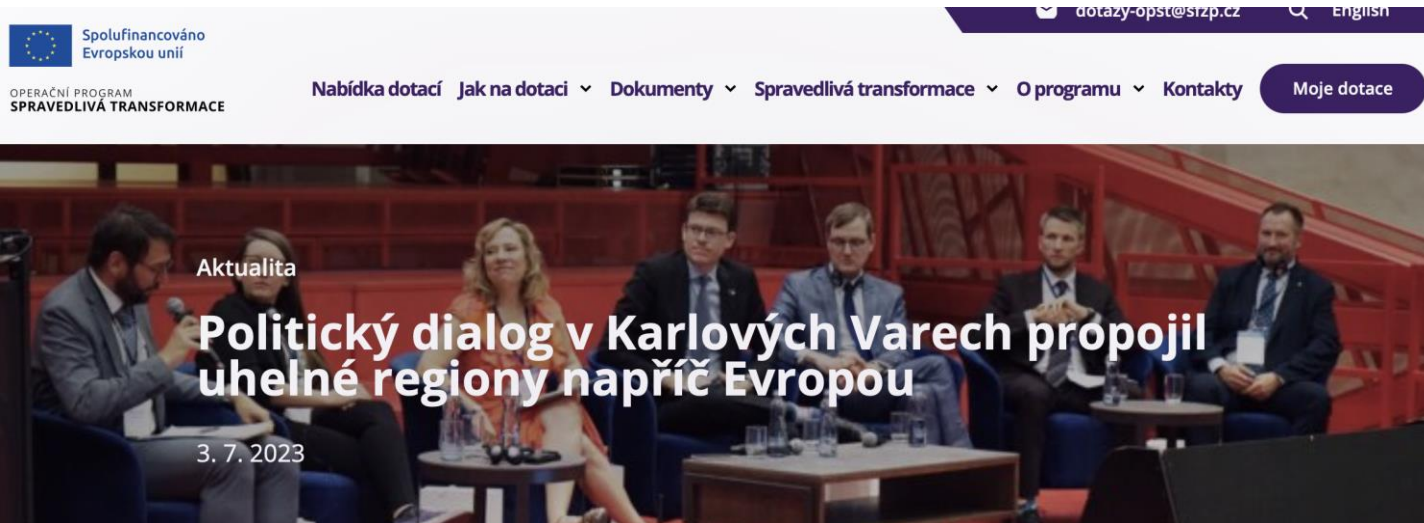 dotazy-opst@sfzp.cz English
Spolufinancováno
Evropskou unií
OPERAČNÍ PROGRAM
SPRAVEDLIVÁ TRANSFORMACE
Nabídka dotací Jak na dotaci Dokumenty Spravedlivá transformace O programu Kontakty Moje dotace
Aktualita
Politický dialog v Karlových Varech propojil
uhelné regiony napříč Evropou
3. 7. 2023